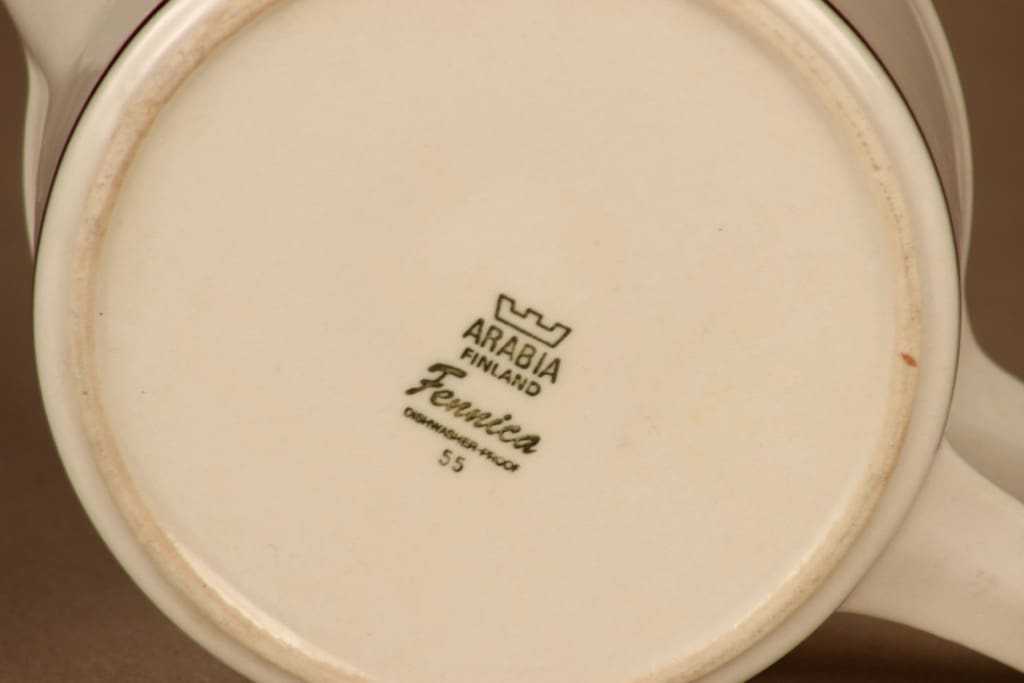 ARABIA
FINLAND
Fennica
DISHWASHER-PROOF
55